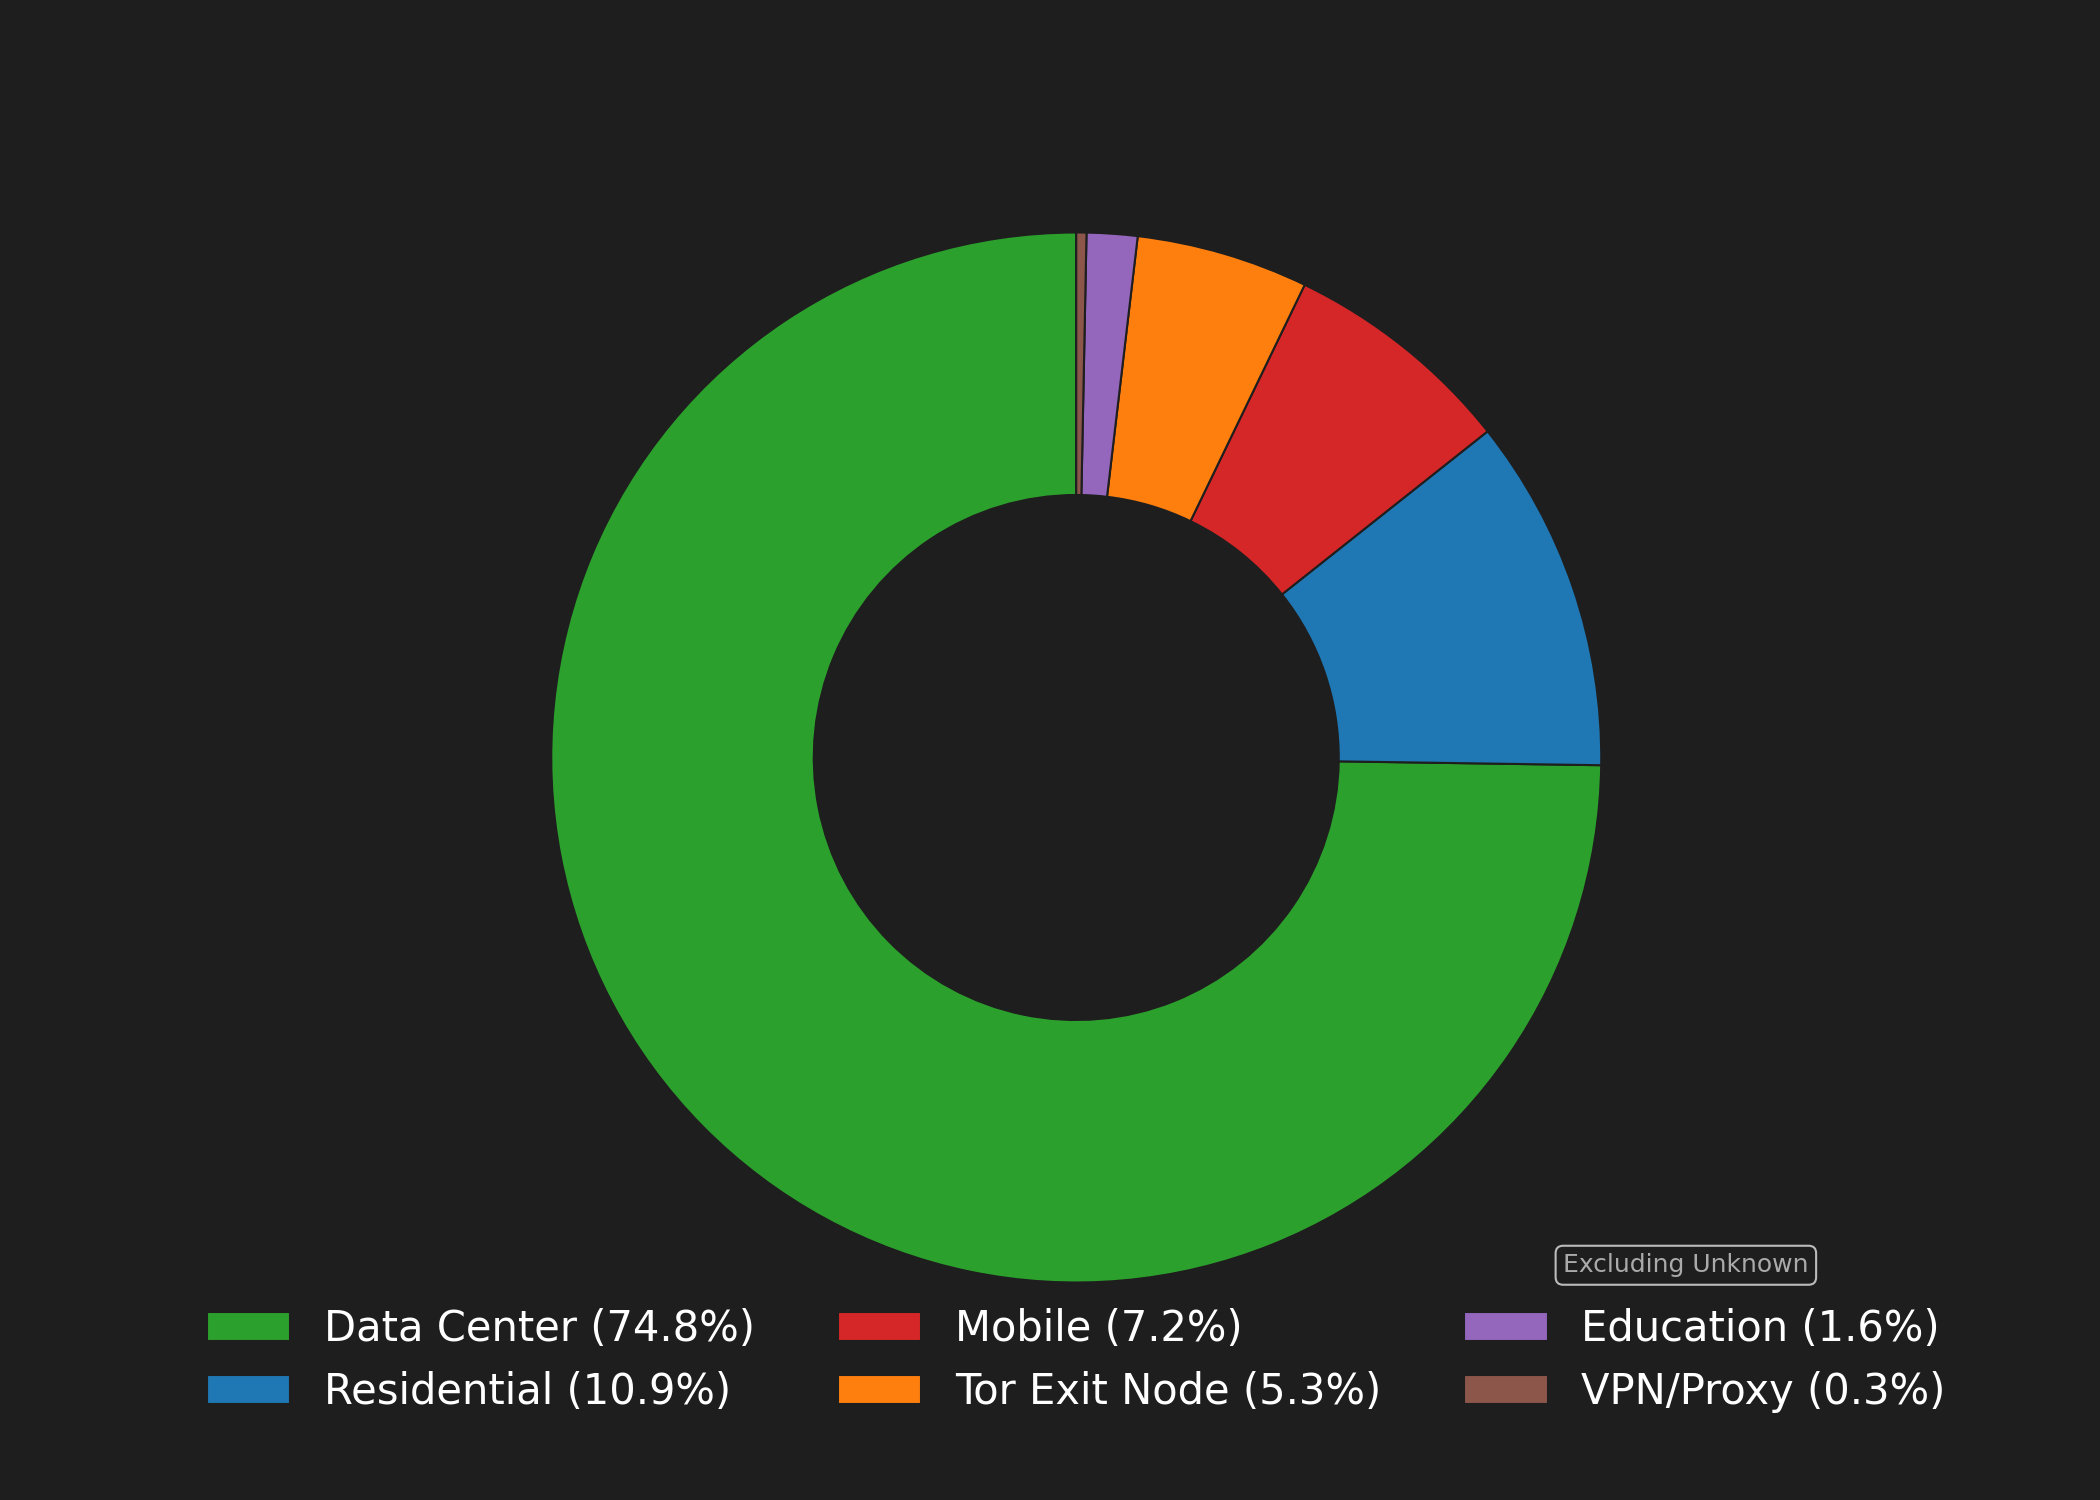 Excluding Unknown
Data Center (74.8%)
Residential (10.9%)
Mobile (7.2%)
Tor Exit Node (5.3%)
Education (1.6%)
VPN/Proxy (0.3%)